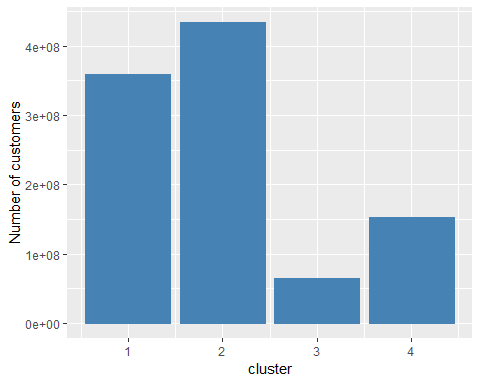 Number of customers
4e+08
3e+08
2e+08
1e+08
0e+00
1 2 3 4
cluster